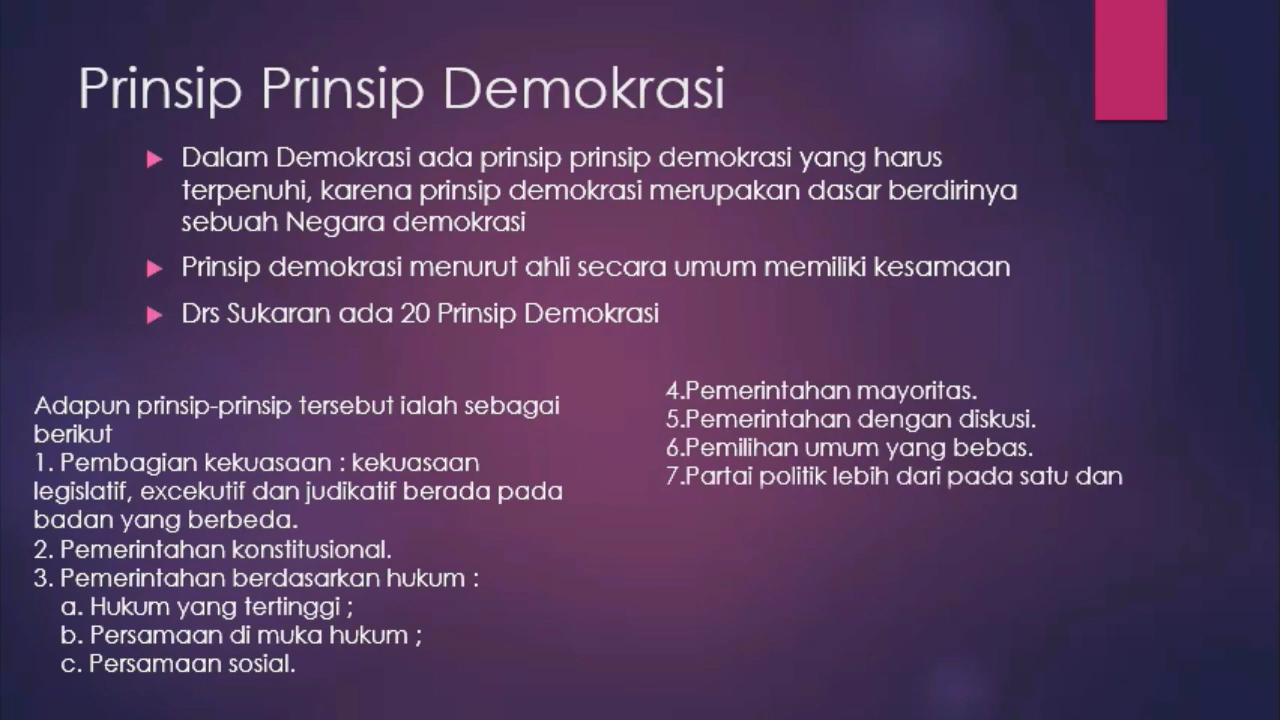 Prinsip Prinsip Demokrasi
Dalam Demokrasi ada prinsip prinsip demokrasi yang harus
terpenuhi, karena prinsip demokrasi merupakan dasar berdirinya
sebuah Negara demokrasi
Prinsip demokrasi menurut ahli secara umum memiliki kesamaan
Drs Sukaran ada 20 Prinsip Demokrasi
Adapun prinsip-prinsip tersebut ialah sebagai
berikut
1. Pembagian kekuasaan : kekuasaan
legislatif, excekutif dan judikatif berada pada
badan yang berbeda.
2. Pemerintahan konstitusional.
3. Pemerintahan berdasarkan hukum :
a. Hukum yang tertinggi ;
b. Persamaan di muka hukum ;
c. Persamaan sosial.
4.Pemerintahan mayoritas.
5.Pemerintahan dengan diskusi.
6.Pemilihan umum yang bebas.
7.Partai politik lebih dari pada satu dan